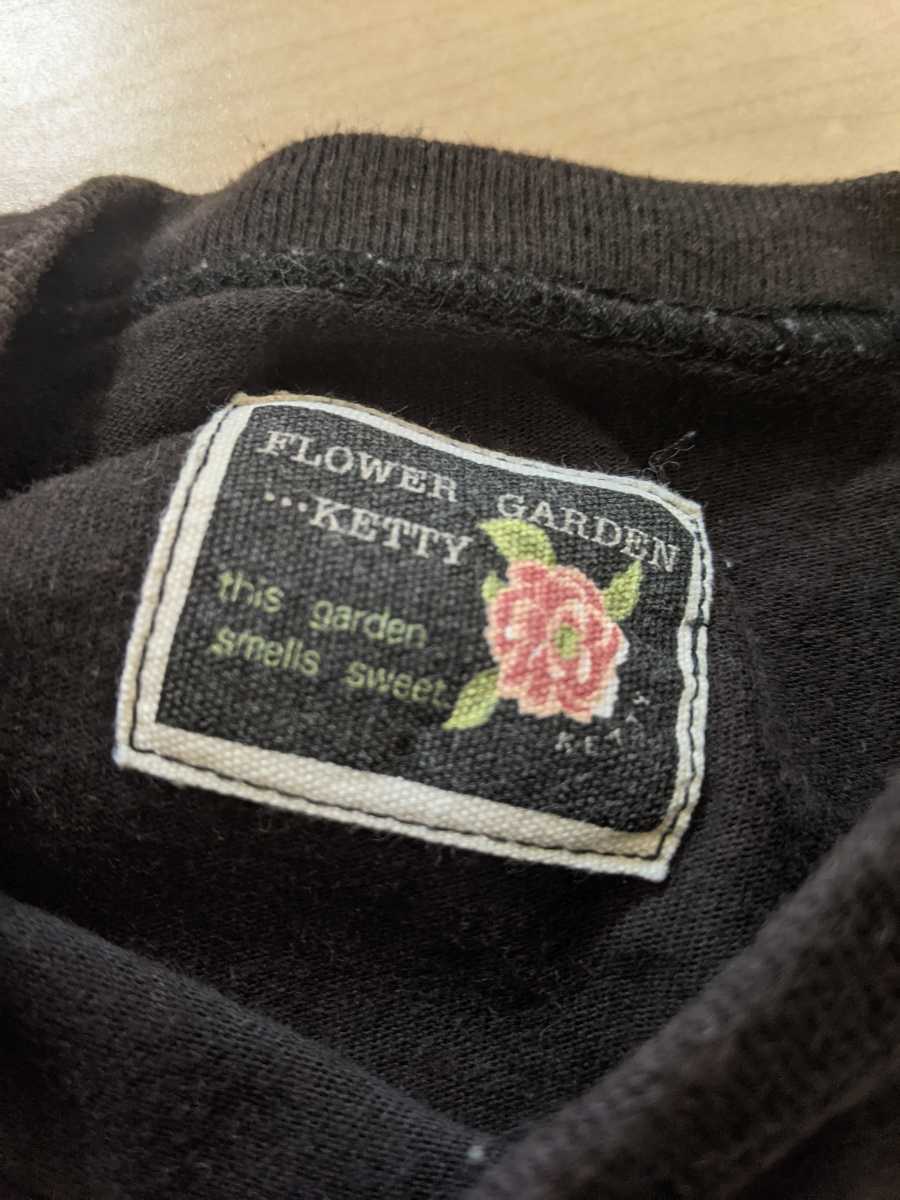 FLOWER GARDEN
...KETTY
this garden
smells sweet.